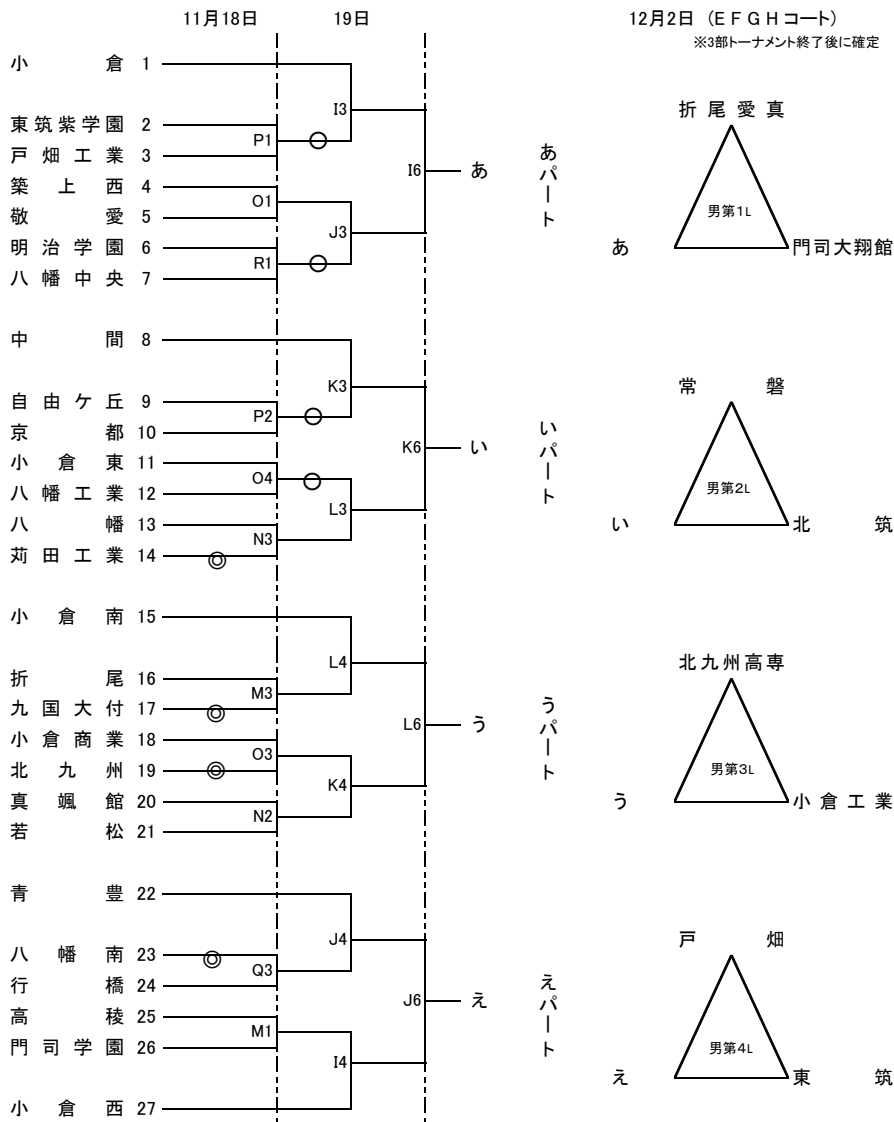 11月18日 19日 12月2日 (EFGHコート)
※3部トーナメント終了後に確定
小倉 1
I3
折尾愛真
東筑紫学園 2
P1
戸畑工業 3
I6 あ あパート
築上西 4
O1
敬愛 5
男第1L
J3
明治学園 6
あ 門司大翔館
R1
八幡中央 7
中間 8
K3
常磐
自由ケ丘 9
P2
京都 10
K6 い いパート
小倉東 11
O4
八幡工業 12
男第2L
L3
八幡 13
い 北筑
N3
苅田工業 14
小倉南 15
L4
北九州高専
折尾 16
M3
九国大付 17
L6 う うパート
小倉商業 18
O3
北九州 19
男第3L
K4
真颯館 20
う 小倉工業
N2
若松 21
青豊 22
J4
戸畑
八幡南 23
Q3
行橋 24
J6 え えパート
高稜 25
M1
門司学園 26
男第4L
I4
え 東筑
小倉西 27